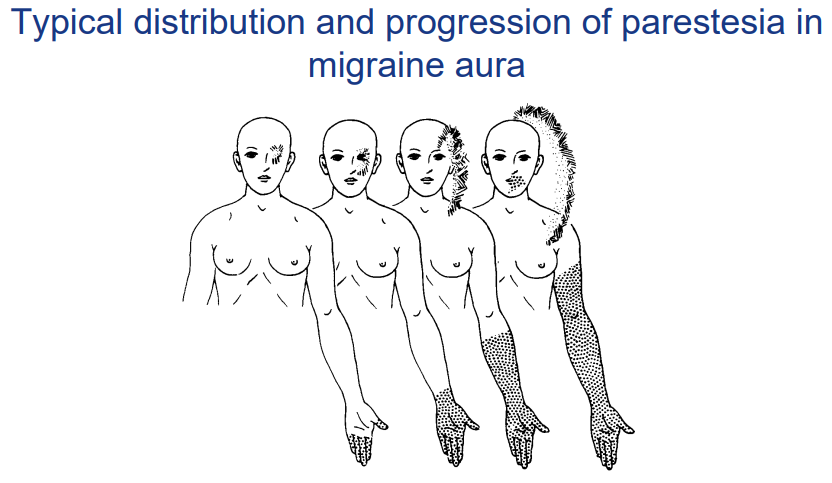 Typical distribution and progression of parestesia in
migraine aura